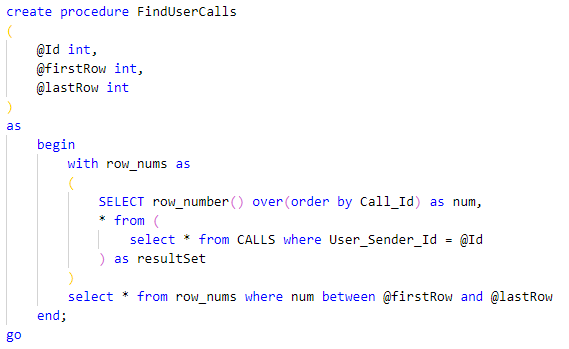 create procedure FindUserCalls
(
    @Id int,
    @firstRow int,
    @lastRow int
)
as
    begin
        with row_nums as
        (
            SELECT row_number() over(order by Call_Id) as num,
            * from (
                select * from CALLS where User_Sender_Id = @Id
            ) as resultSet
        )
        select * from row_nums where num between @firstRow and @lastRow
    end;
go